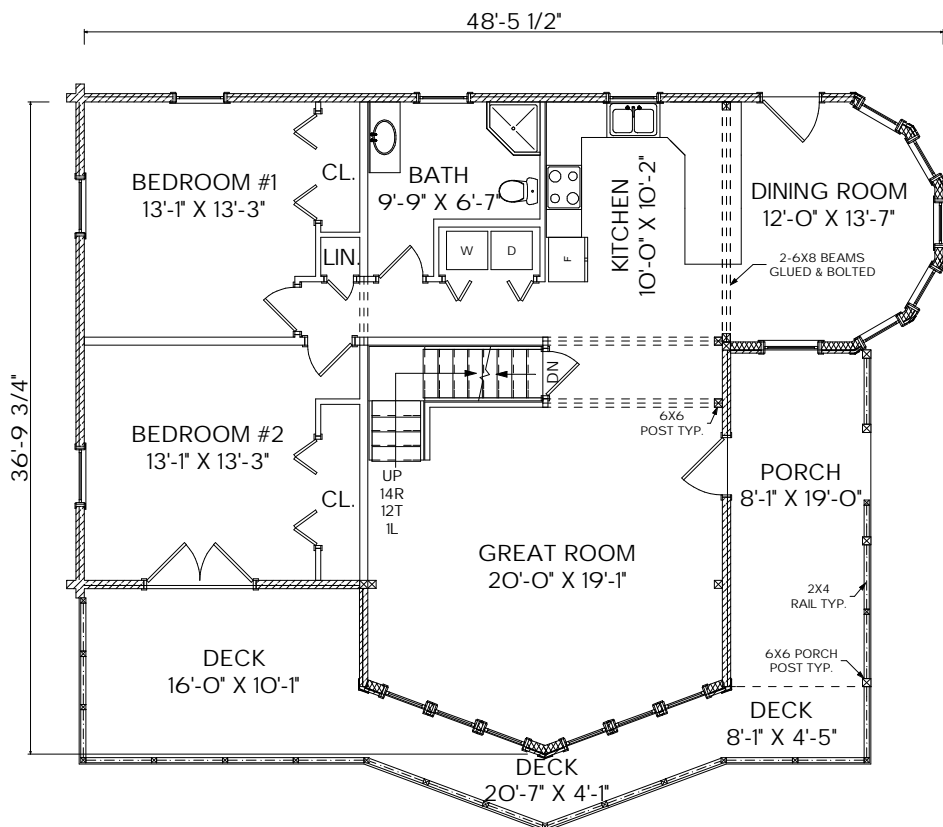 48'-5 1/2"
36'-9 3/4"
BEDROOM #1
13'-1" X 13'-3"
CL.
LIN.
BATH
9'-9" X 6'-7"
W
D
F
KITCHEN
10'-0" X 10'-2"
DINING ROOM
12'-0" X 13'-7"
2-6X8 BEAMS
GLUED & BOLTED
DN
BEDROOM #2
13'-1" X 13'-3"
CL.
UP
14R
12T
1L
6X6
POST TYP.
PORCH
8'-1" X 19'-0"
GREAT ROOM
20'-0" X 19'-1"
2X4
RAIL TYP.
6X6 PORCH
POST TYP.
DECK
16'-0" X 10'-1"
DECK
8'-1" X 4'-5"
DECK
20'-7" X 4'-1"